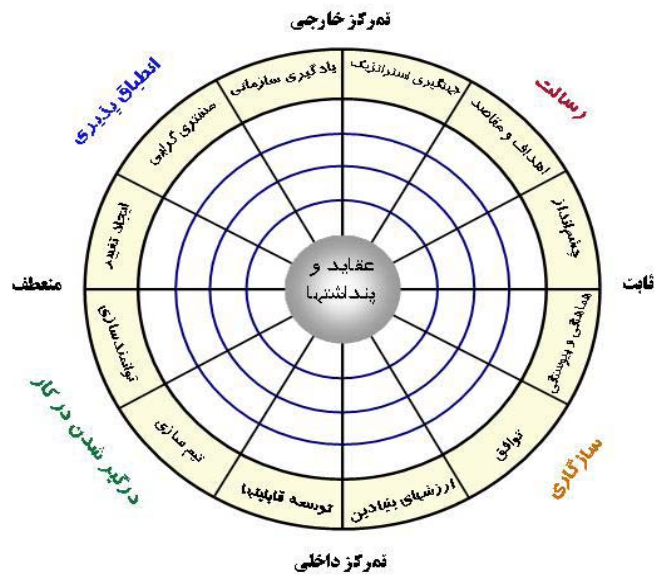 تمرکز خارجی
انطباق پذیری
رسالت
یادگیری سازمانی
جهتگیری استراتژیک
مشتری گرایی
اهداف و مقاصد
ایجاد تغییر
چشم‌انداز
عقاید و
پنداشتها
منعطف
ثابت
توانمندسازی
هماهنگی و پیوستگی
تیم سازی
توافق
توسعه قابلیتها
ارزشهای بنیادین
درگیر شدن در کار
سازگاری
تمرکز داخلی